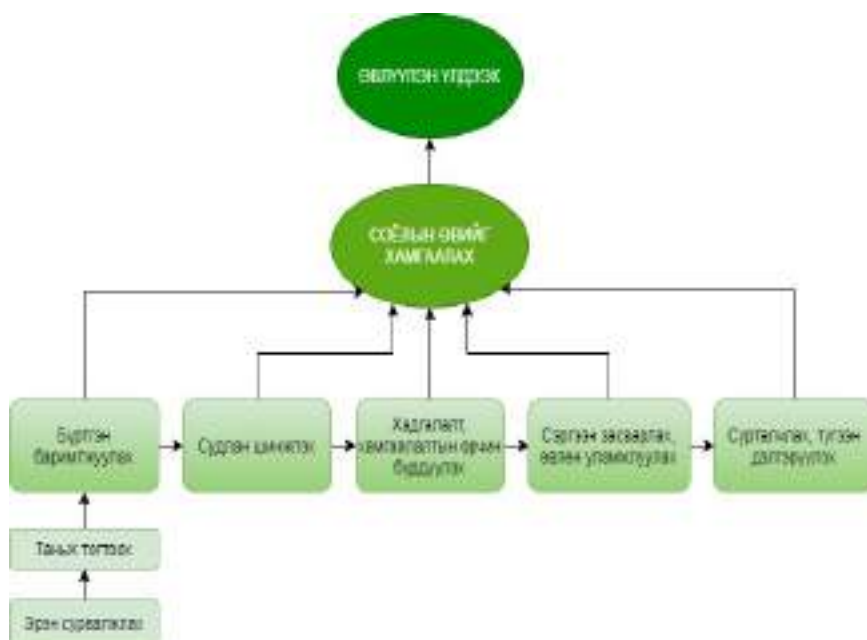 ӨВЛҮҮЛЭН ҮЛДЭЭХ
СОЁЛЫН ӨВИЙГ
ХАМГААЛАХ
Бүртгэн
баримтжуулах
Судлан шинжлэх
Хадгалалт,
хамгаалалтын орчин
бүрдүүлэх
Сэргээн засварлах,
өвлөн уламжлуулах
Сурталчлах, түгээн
дэлгэрүүлэх
Таньж тогтоох
Эрэн сурвалжлах